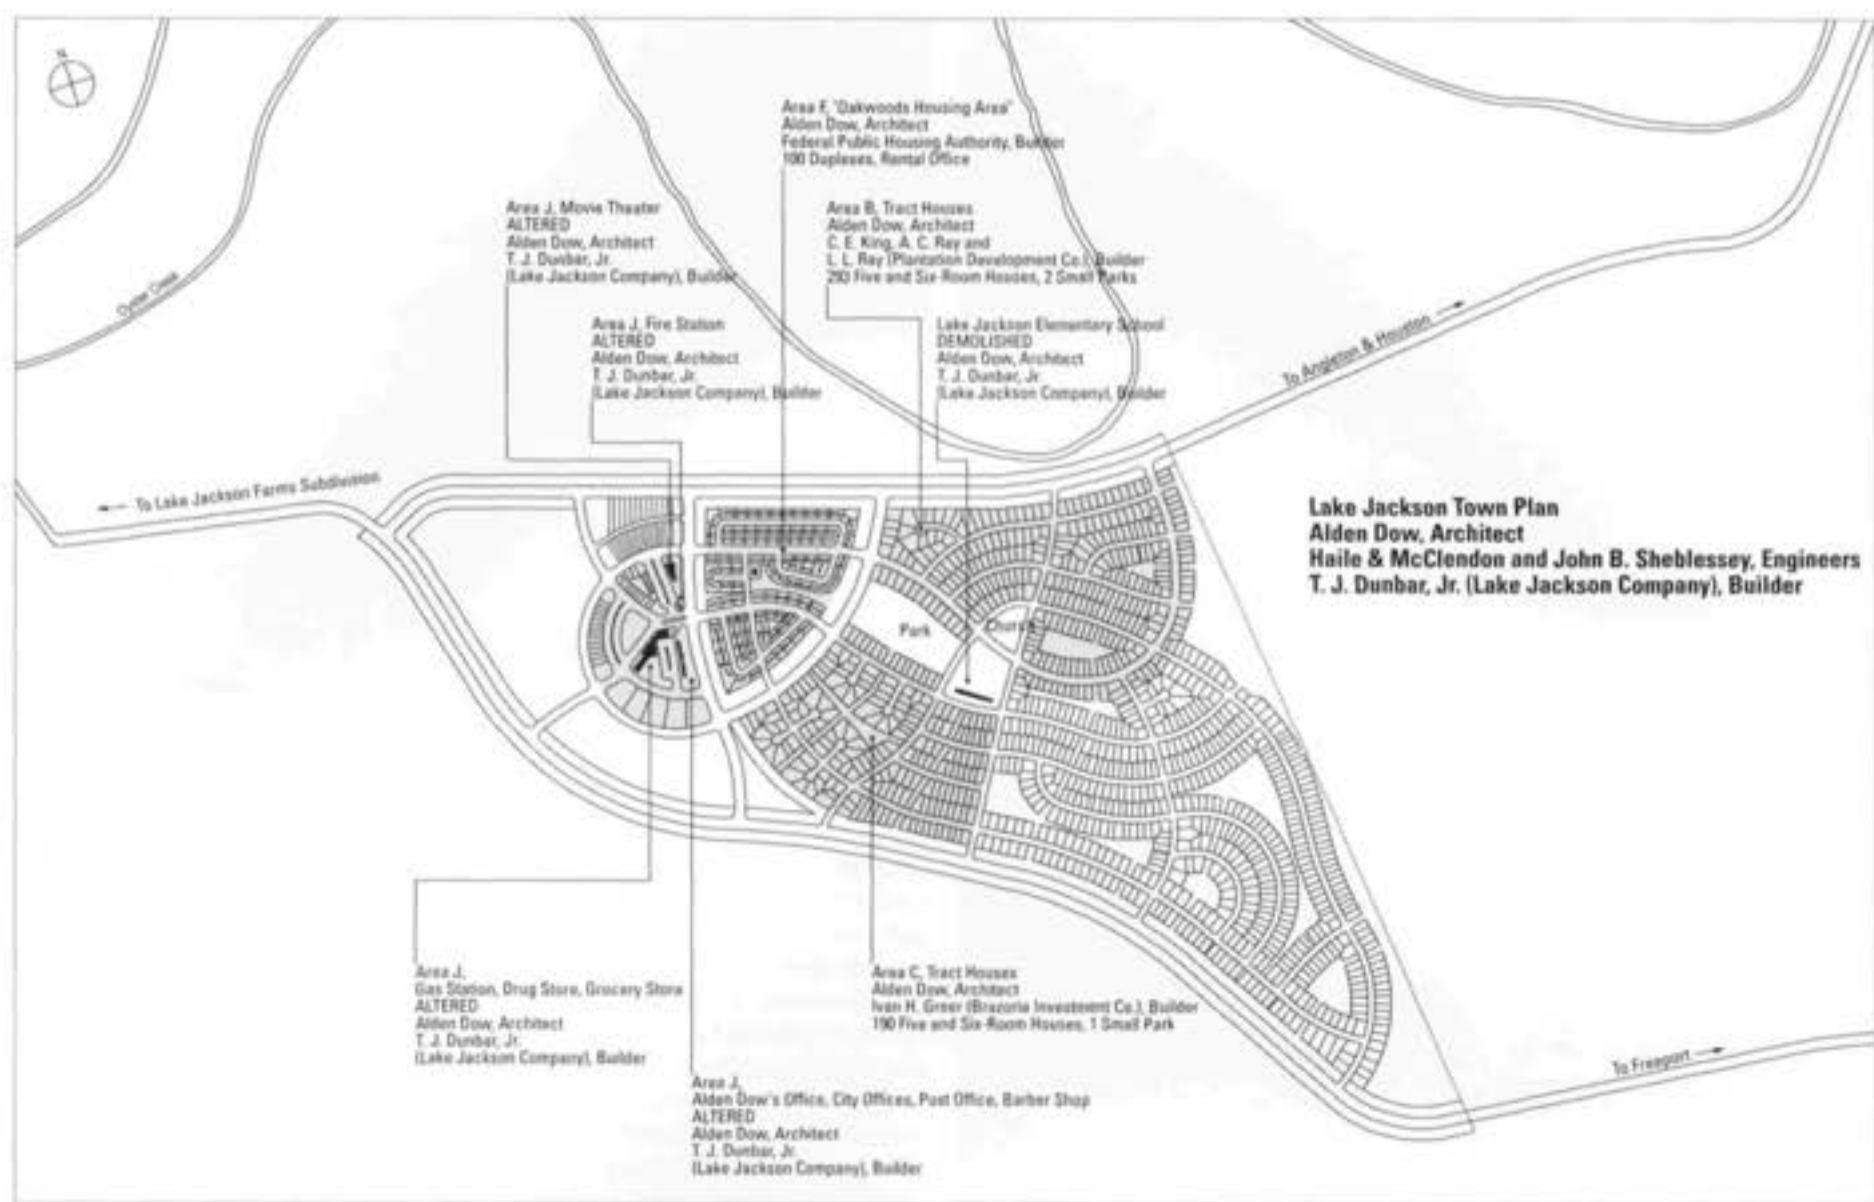 N
Area F, "Oakwoods Housing Area"
Alden Dow, Architect
Federal Public Housing Authority, Builder
100 Duplexes, Rental Office
Area J, Movie Theater
ALTERED
Alden Dow, Architect
T. J. Dunbar, Jr.
(Lake Jackson Company), Builder
Area B, Tract Houses
Alden Dow, Architect
C. E. King, A. C. Ray and
L. L. Ray (Plantation Development Co.), Builder
290 Five and Six-Room Houses, 2 Small Parks
Oyster Creek
Area J, Fire Station
ALTERED
Alden Dow, Architect
T. J. Dunbar, Jr.
(Lake Jackson Company), Builder
Lake Jackson Elementary School
DEMOLISHED
Alden Dow, Architect
T. J. Dunbar, Jr.
(Lake Jackson Company), Builder
To Angleton & Houston
To Lake Jackson Farms Subdivision
Lake Jackson Town Plan
Alden Dow, Architect
Haile & McClendon and John B. Sheblessey, Engineers
T. J. Dunbar, Jr. (Lake Jackson Company), Builder
Park
Church
Area J,
Gas Station, Drug Store, Grocery Store
ALTERED
Alden Dow, Architect
T. J. Dunbar, Jr.
(Lake Jackson Company), Builder
Area C, Tract Houses
Alden Dow, Architect
Ivan H. Greer (Brazoria Investment Co.), Builder
190 Five and Six-Room Houses, 1 Small Park
To Freeport
Area J,
Alden Dow's Office, City Offices, Post Office, Barber Shop
ALTERED
Alden Dow, Architect
T. J. Dunbar, Jr.
(Lake Jackson Company), Builder